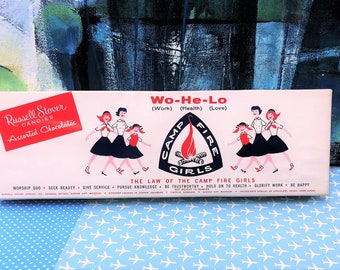 Russell Stover
CANDIES
Assorted Chocolates
Wo-He-Lo
(Work) (Health) (Love)
CAMP FIRE
GIRLS
THE LAW OF THE CAMP FIRE GIRLS
WORSHIP GOD • SEEK BEAUTY • GIVE SERVICE • PURSUE KNOWLEDGE • BE TRUSTWORTHY • HOLD ON TO HEALTH • GLORIFY WORK • BE HAPPY